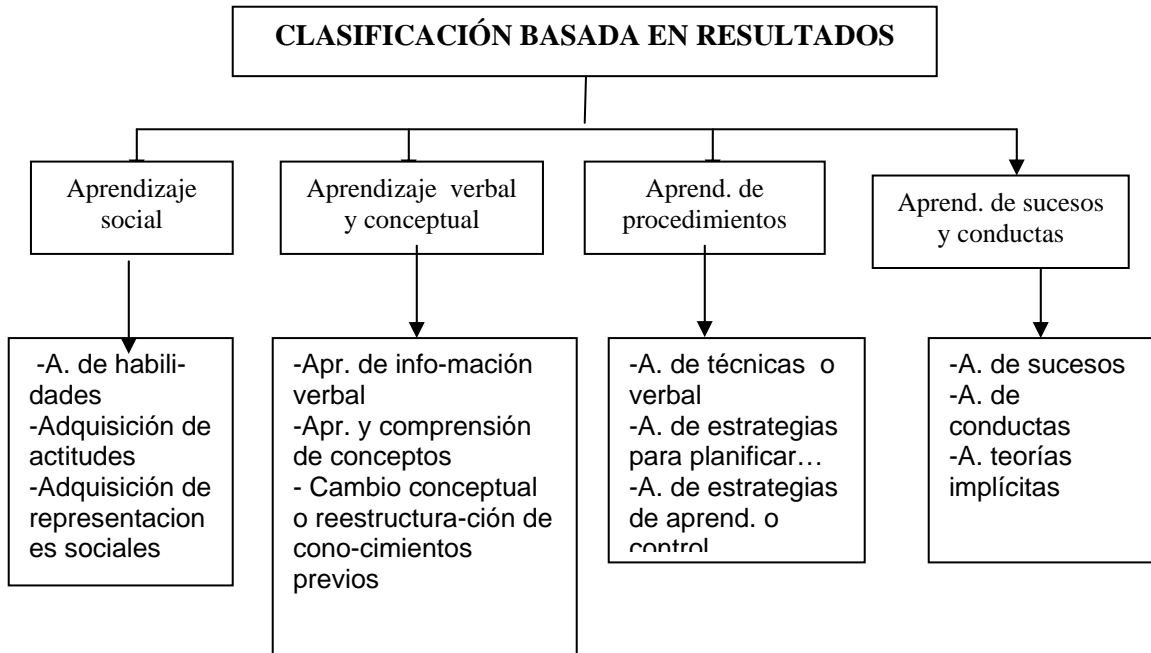 CLASIFICACIÓN BASADA EN RESULTADOS
Aprendizaje
social
Aprendizaje verbal
y conceptual
Aprend. de
procedimientos
Aprend. de sucesos
y conductas
-A. de habili-
dades
-Adquisición de
actitudes
-Adquisición de
representacion
es sociales
-Apr. de info-mación
verbal
-Apr. y comprensión
de conceptos
- Cambio conceptual
o reestructura-ción de
cono-cimientos
previos
-A. de técnicas o
verbal
-A. de estrategias
para planificar…
-A. de estrategias
de aprend. o
control
-A. de sucesos
-A. de
conductas
-A. teorías
implícitas